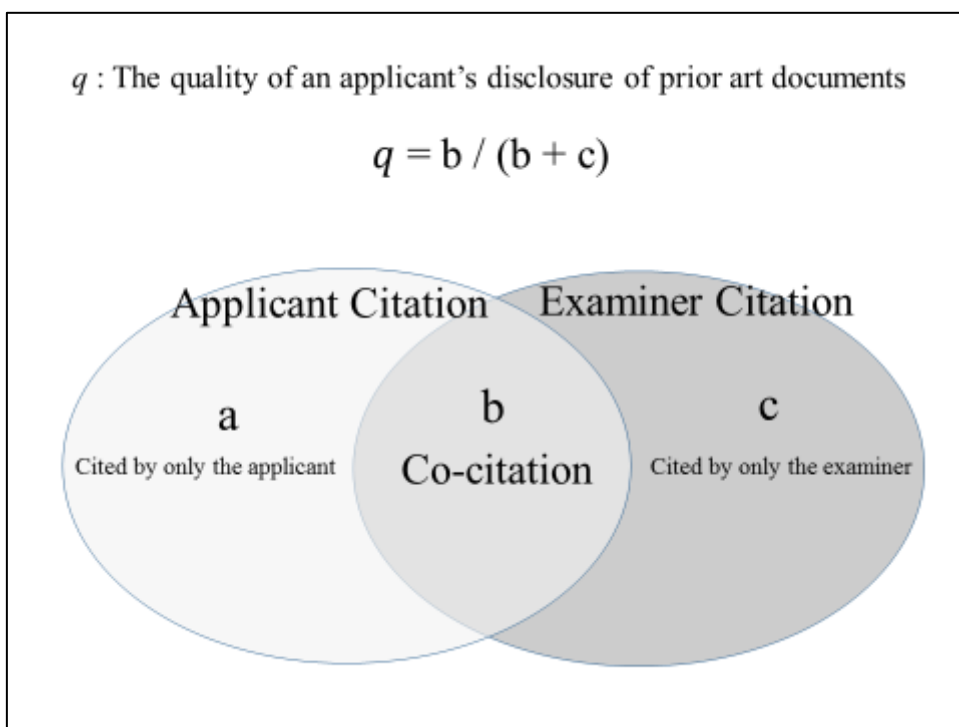 q : The quality of an applicant’s disclosure of prior art documents
q = b / (b + c)
Applicant Citation
Examiner Citation
a
b
c
Cited by only the applicant
Co-citation
Cited by only the examiner